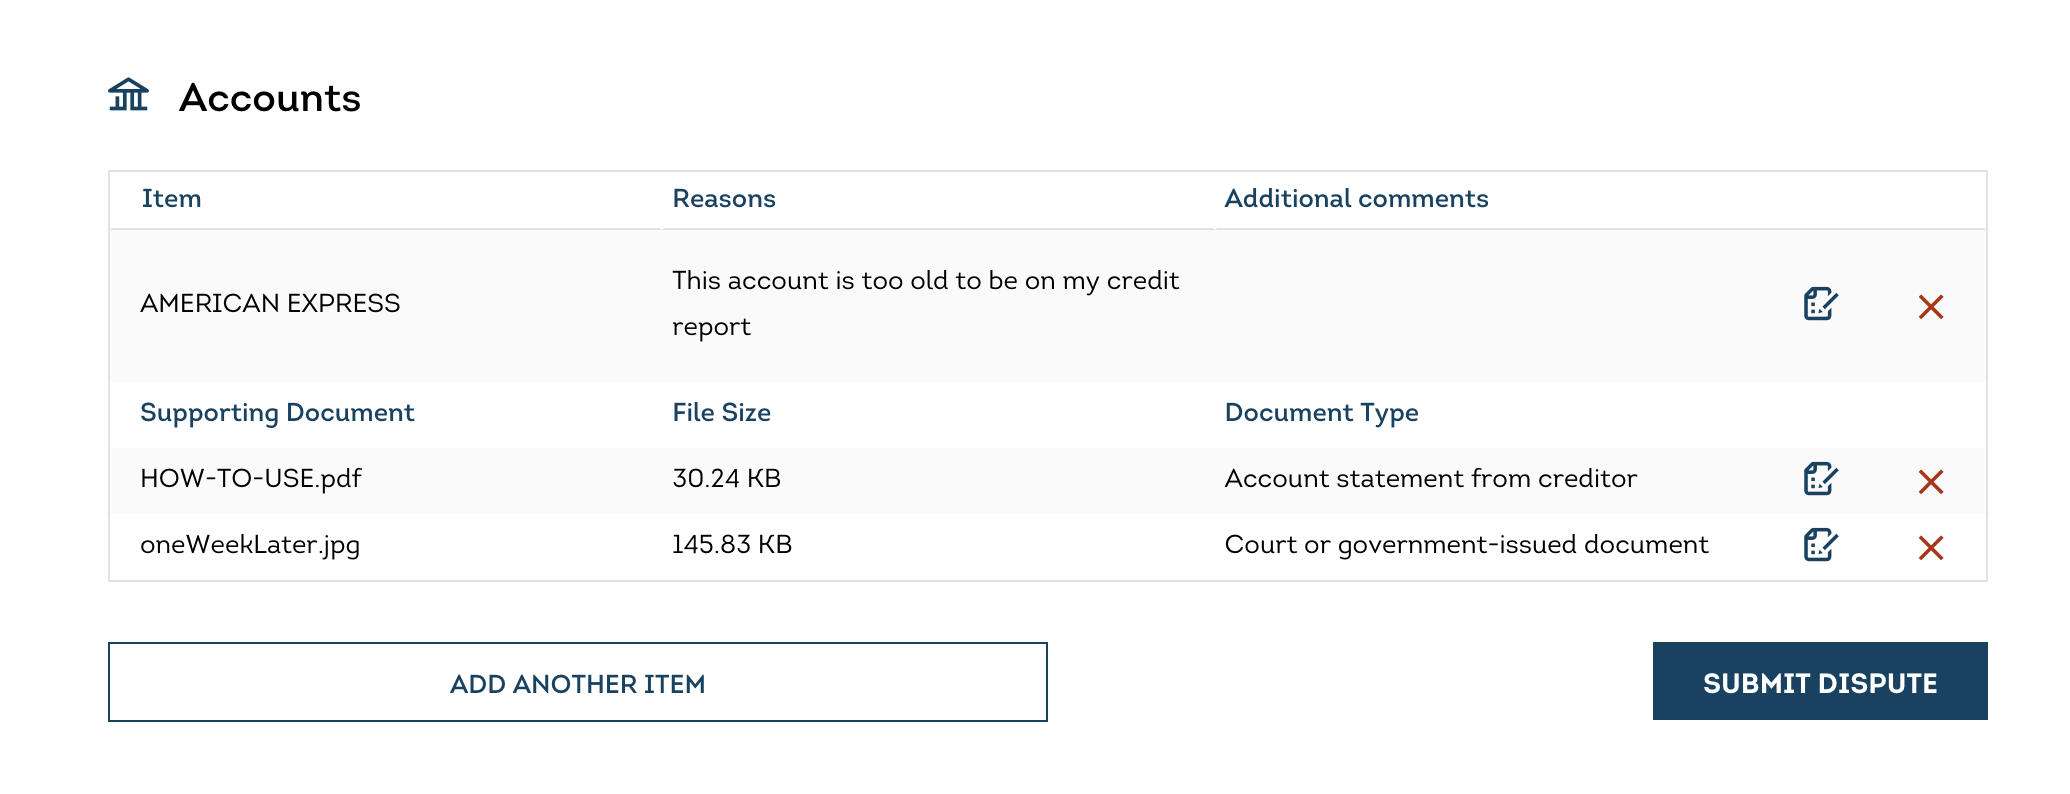 Accounts
Item Reasons Additional comments
AMERICAN EXPRESS This account is too old to be on my credit
report
Supporting Document File Size Document Type
HOW-TO-USE.pdf 30.24 KB Account statement from creditor
oneWeekLater.jpg 145.83 KB Court or government-issued document
ADD ANOTHER ITEM SUBMIT DISPUTE